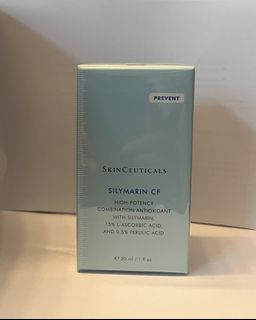 PREVENT
SKINCEUTICALS
SILYMARIN CF
HIGH-POTENCY
COMBINATION ANTIOXIDANT
WITH SILYMARIN,
15% L-ASCORBIC ACID,
AND 0.5% FERULIC ACID
℮ 30 ml / 1 fl oz